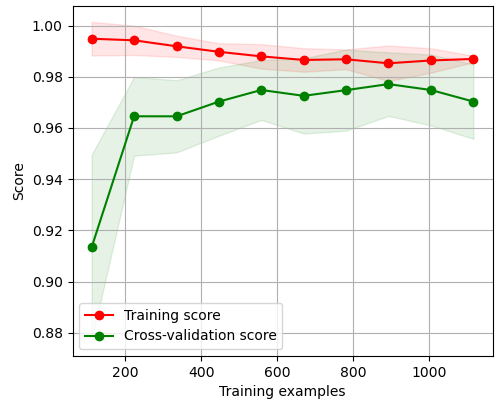 1.00
0.98
0.96
0.94
0.92
0.90
0.88
Score
Training score
Cross-validation score
200 400 600 800 1000
Training examples